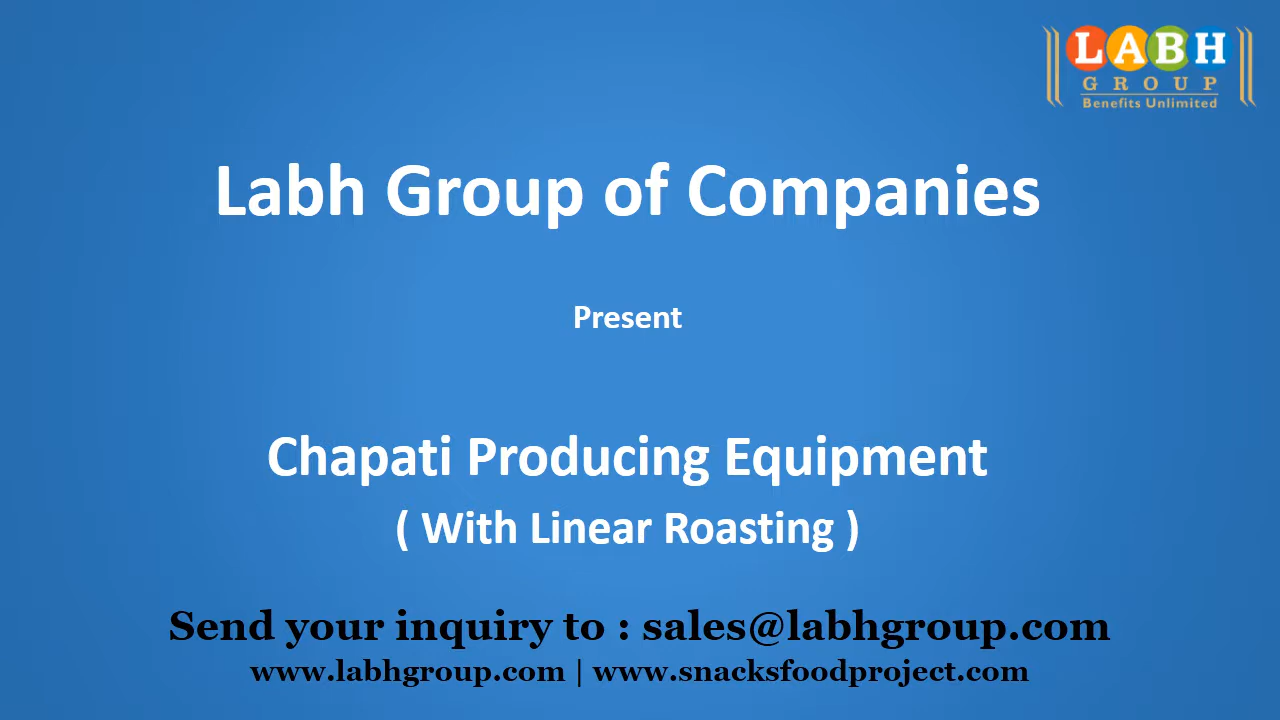 LABH
GROUP
Benefits Unlimited
Labh Group of Companies
Present
Chapati Producing Equipment
( With Linear Roasting )
Send your inquiry to : sales@labhgroup.com
www.labhgroup.com | www.snacksfoodproject.com